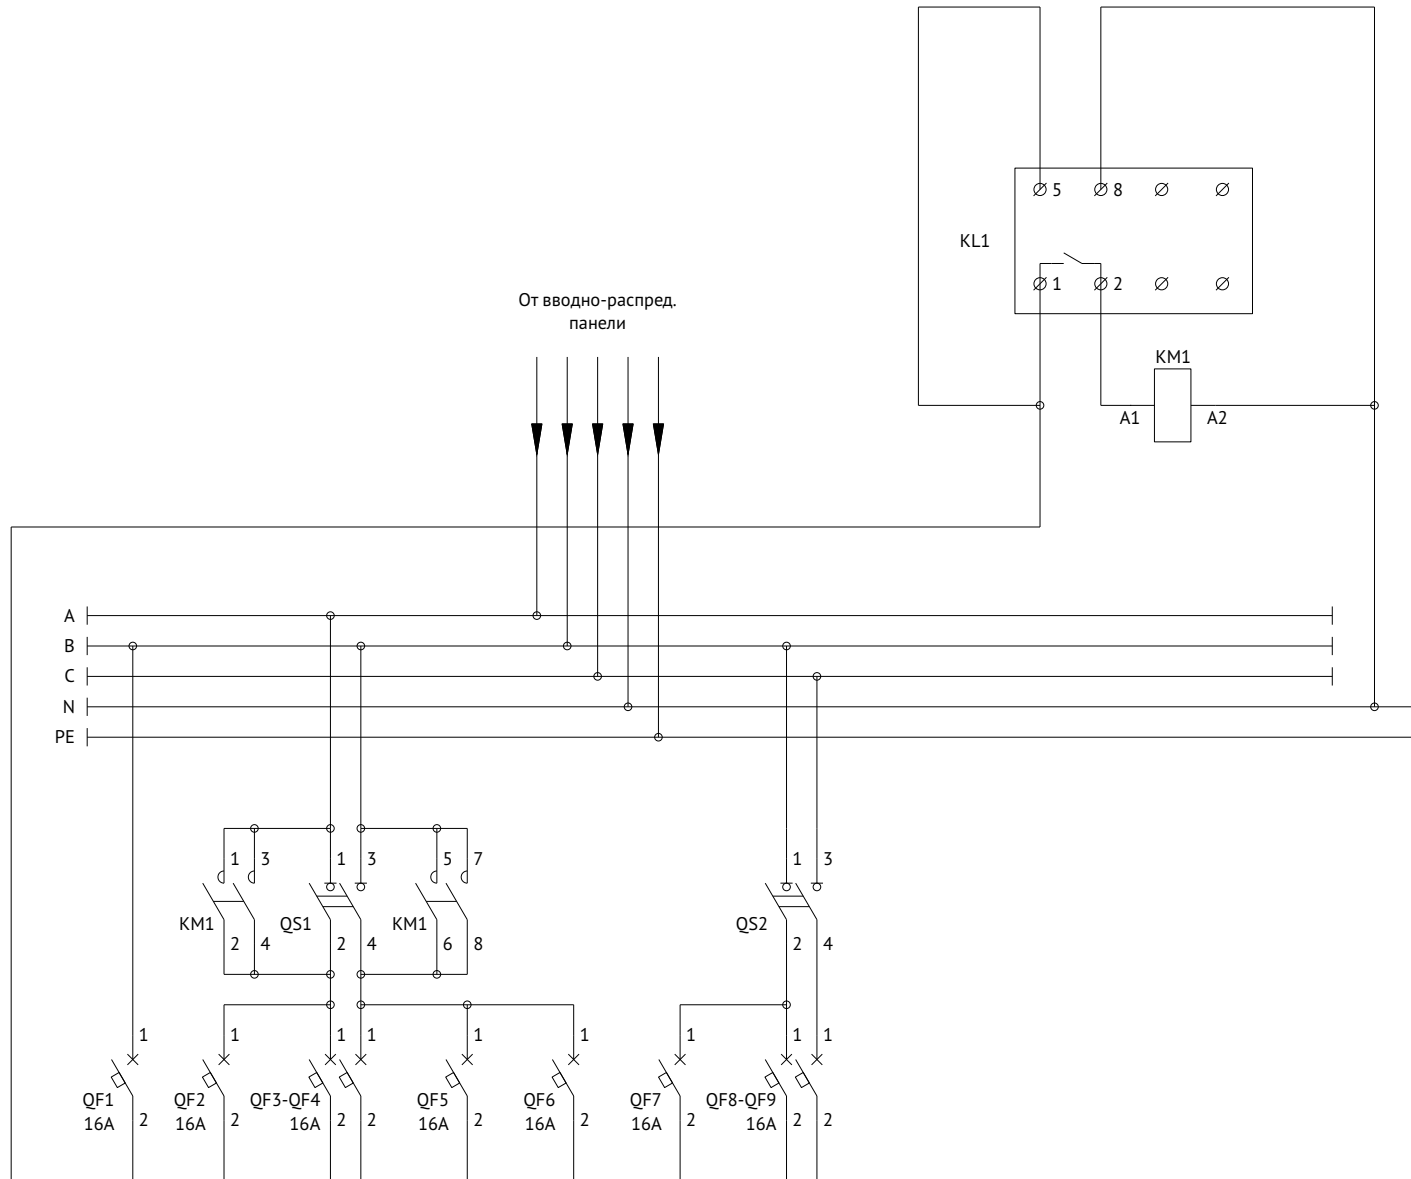 5 8
KL1
1 2
От вводно-распред.
панели
KM1
A1 A2
A
B
C
N
PE
1 3 1 3 5 7 1 3
KM1 QS1 KM1 QS2
2 4 2 4 6 8 2 4
1 1 1 1 1 1 1 1 1
QF1 QF2 QF3-QF4 QF5 QF6 QF7 QF8-QF9
16A 2 16A 2 16A 2 2 16A 2 16A 2 16A 2 16A 2 2